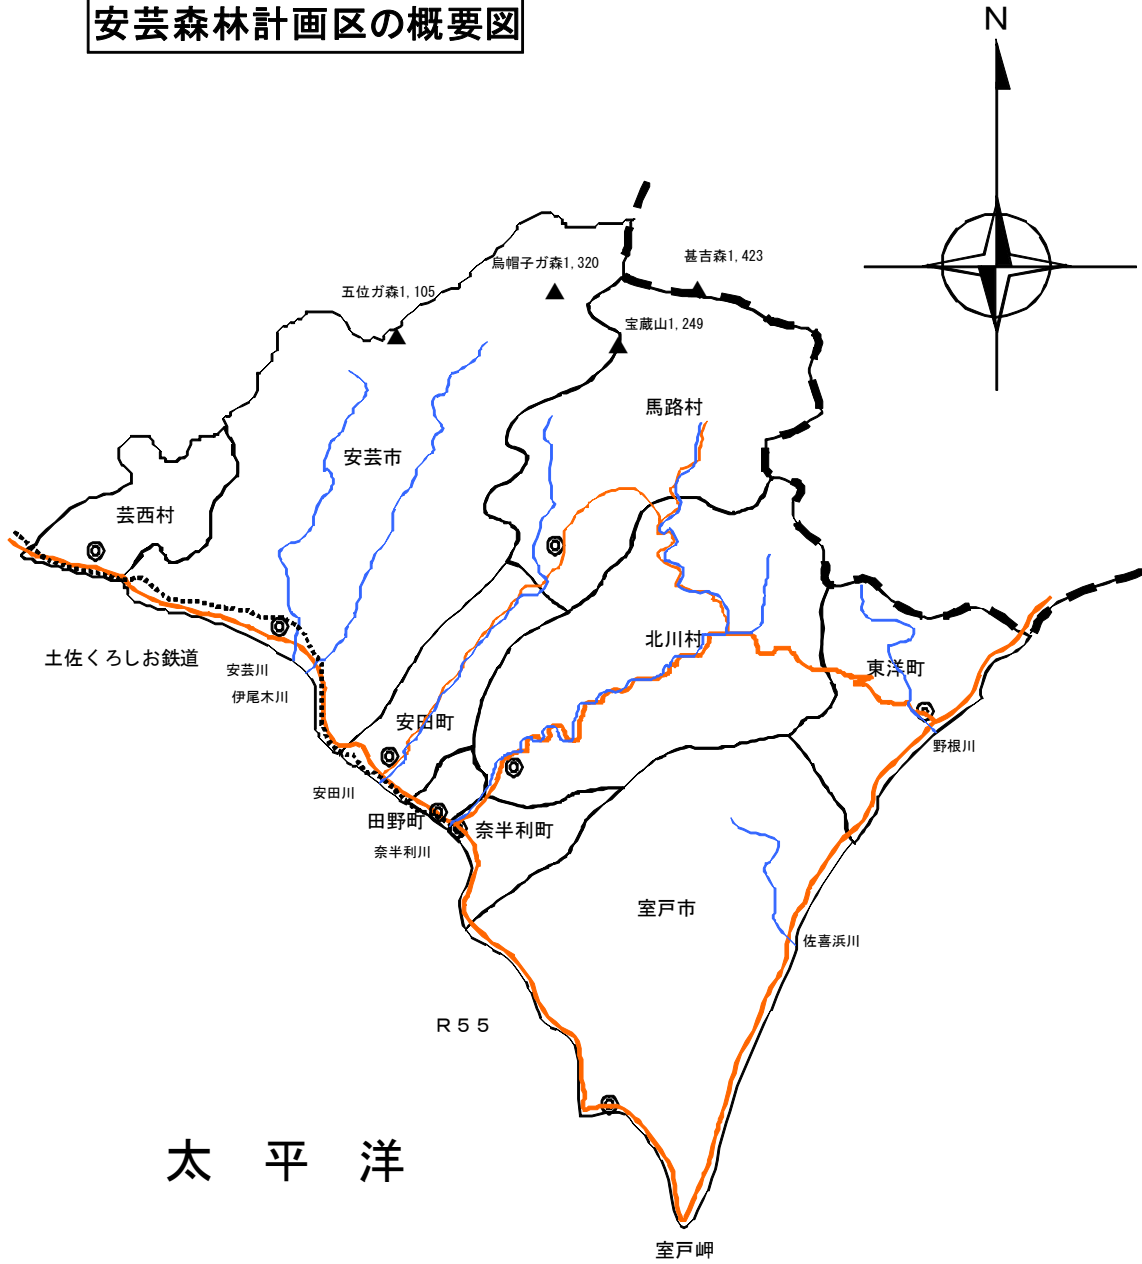 安芸森林計画区の概要図
N
甚吉森1,423
烏帽子ガ森1,320
五位ガ森1,105
宝蔵山1,249
馬路村
安芸市
芸西村
北川村
土佐くろしお鉄道
安芸川
東洋町
伊尾木川
安田町
野根川
安田川
田野町
奈半利町
奈半利川
室戸市
佐喜浜川
R55
太平洋
室戸岬